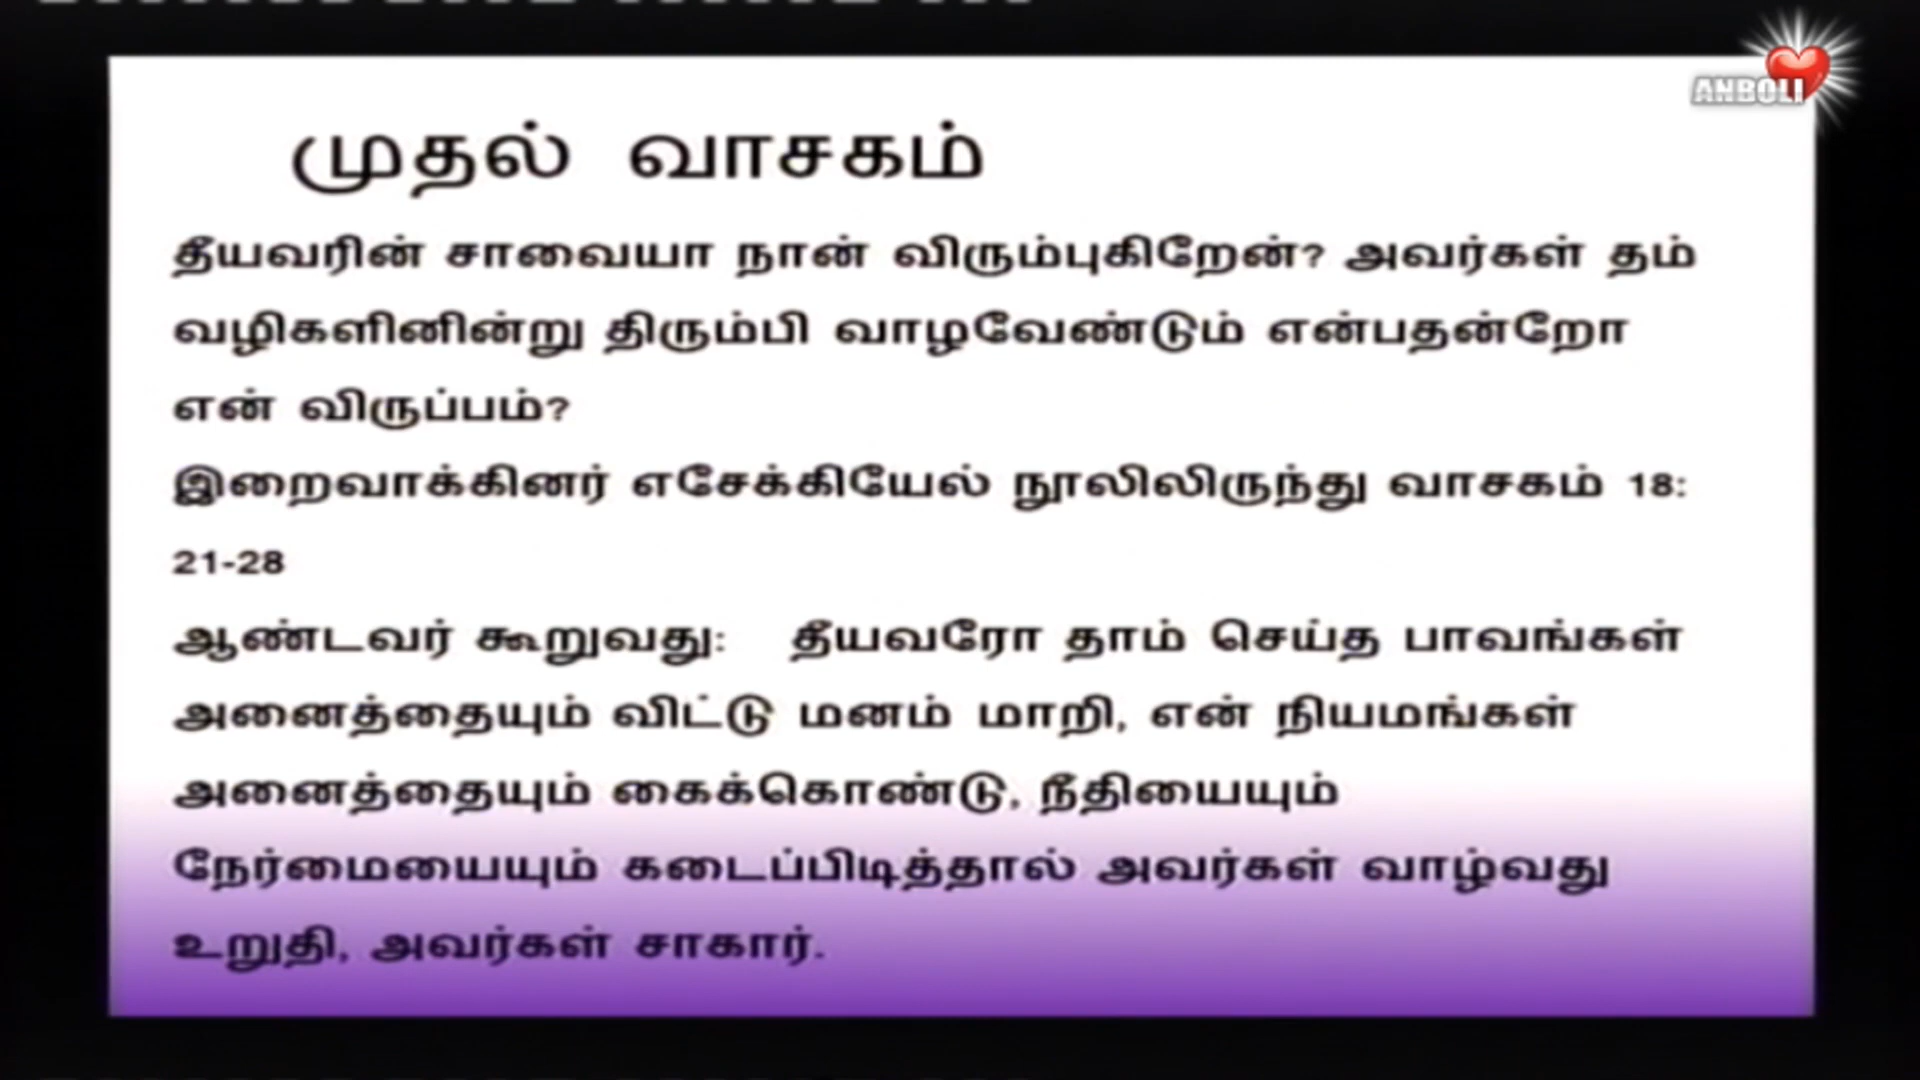 ANBOLI
முதல் வாசகம்
தீயவரின் சாவையா நான் விரும்புகிறேன்? அவர்கள் தம்
வழிகளினின்று திரும்பி வாழவேண்டும் என்பதன்றோ
என் விருப்பம்?
இறைவாக்கினர் எசேக்கியேல் நூலிலிருந்து வாசகம் 18:
21-28
ஆண்டவர் கூறுவது: தீயவரோ தாம் செய்த பாவங்கள்
அனைத்தையும் விட்டு மனம் மாறி, என் நியமங்கள்
அனைத்தையும் கைக்கொண்டு, நீதியையும்
நேர்மையையும் கடைப்பிடித்தால் அவர்கள் வாழ்வது
உறுதி, அவர்கள் சாகார்.